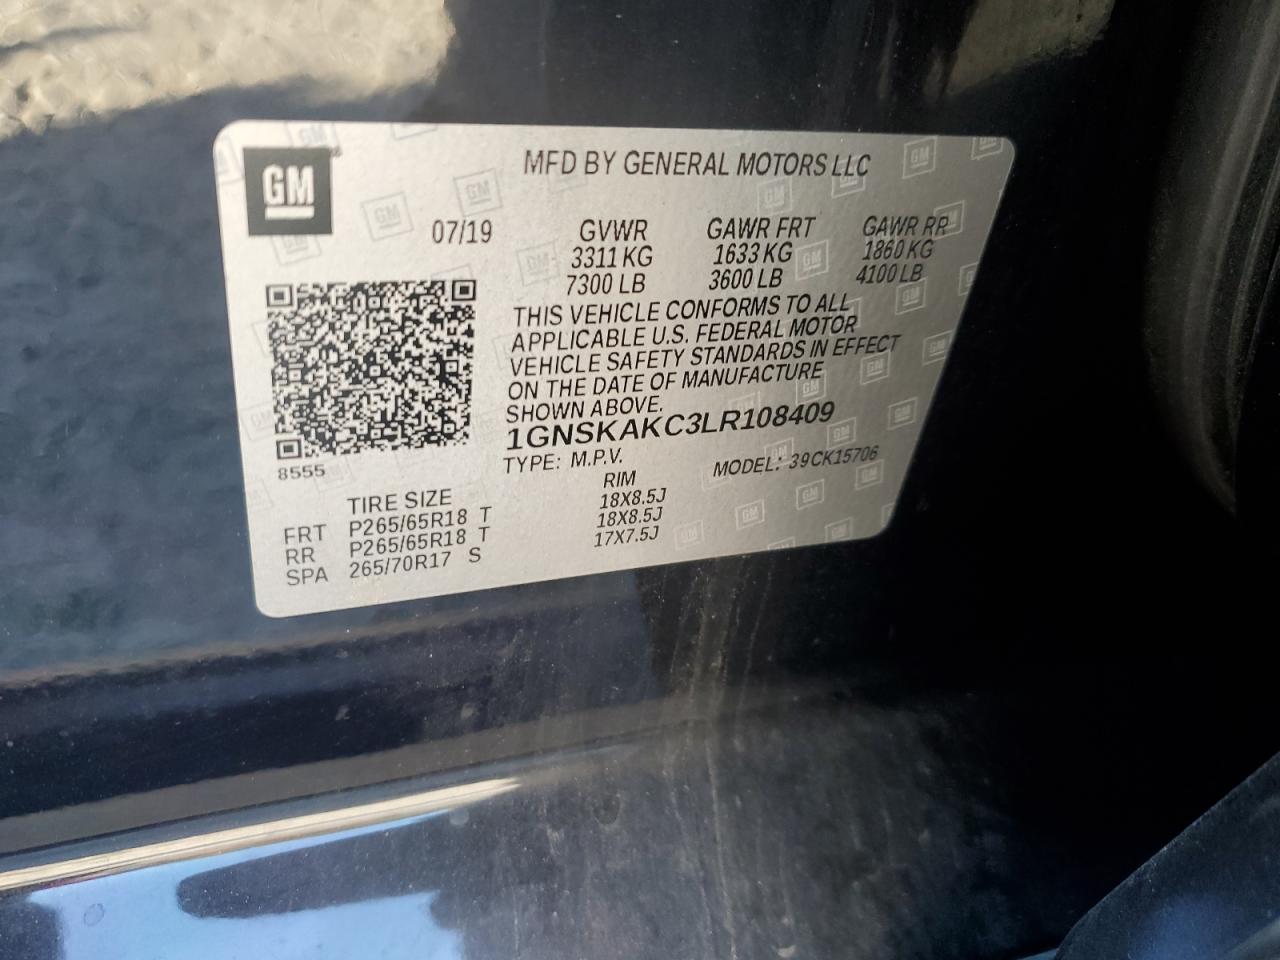 GM
MFD BY GENERAL MOTORS LLC
07/19 GVWR GAWR FRT GAWR RR
3311 KG 1633 KG 1860 KG
7300 LB 3600 LB 4100 LB
THIS VEHICLE CONFORMS TO ALL
APPLICABLE U.S. FEDERAL MOTOR
VEHICLE SAFETY STANDARDS IN EFFECT
ON THE DATE OF MANUFACTURE
SHOWN ABOVE.
1GNSKAKC3LR108409
8555 TYPE: M.P.V. MODEL: 39CK15706
TIRE SIZE RIM
FRT P265/65R18 T 18X8.5J
RR P265/65R18 T 18X8.5J
SPA 265/70R17 S 17X7.5J